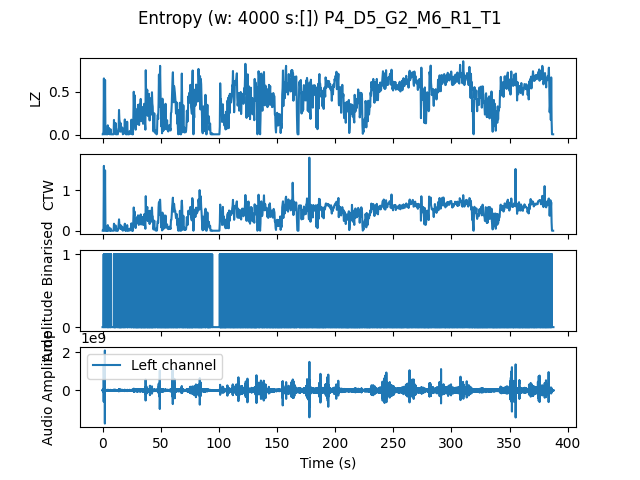 Entropy (w: 4000 s:[]) P4_D5_G2_M6_R1_T1
LZ
0.5
0.0
CTW
1
0
Amplitude Binarised
1
0
1e9
Audio Amplitude
2
0
Left channel
0 50 100 150 200 250 300 350 400
Time (s)